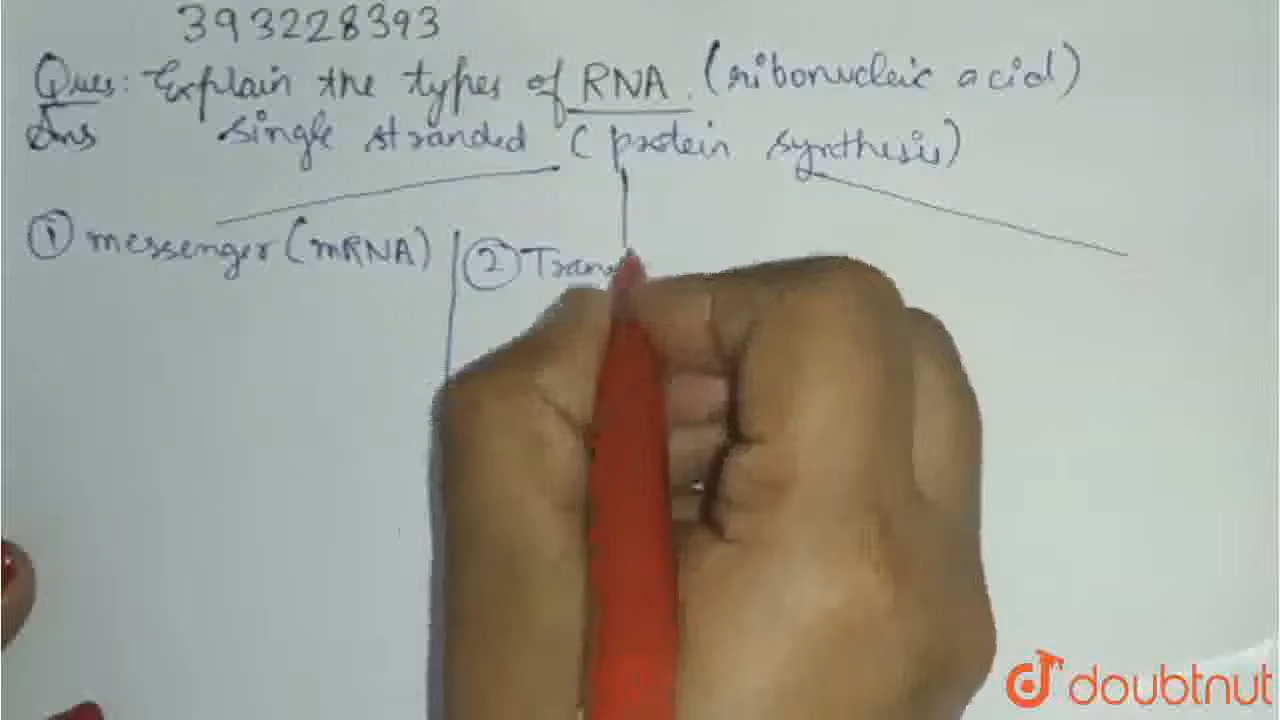 393228393
Ques: Explain the types of RNA. (ribonucleic acid)
Ans single stranded (protein synthesis)
① messenger (mRNA) ② Trans
doubtnut